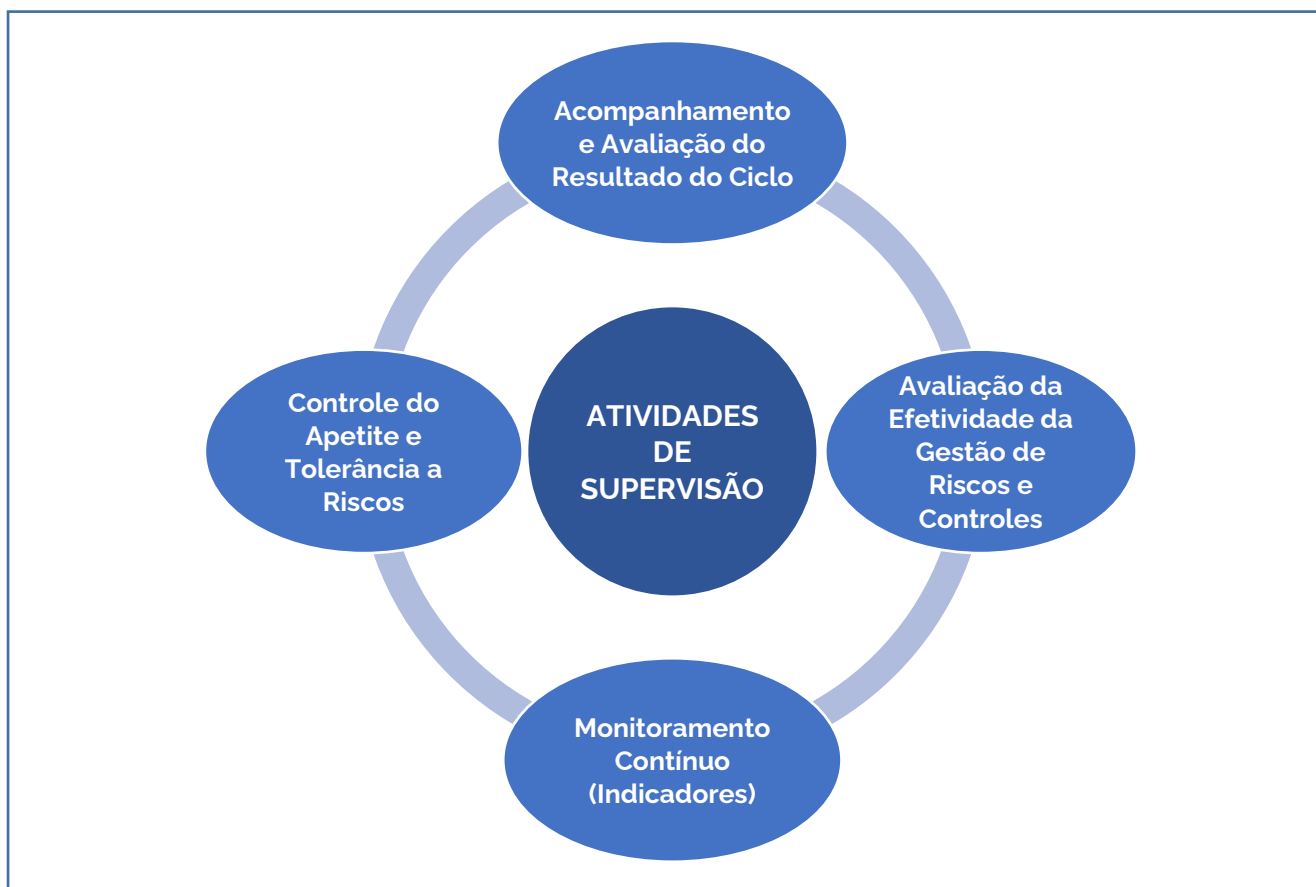 Acompanhamento
e Avaliação do
Resultado do Ciclo
Controle do
Apetite e
Tolerância a
Riscos
ATIVIDADES
DE
SUPERVISÃO
Avaliação da
Efetividade da
Gestão de
Riscos e
Controles
Monitoramento
Contínuo
(Indicadores)